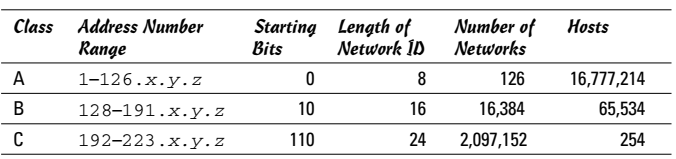 Class Address Number Range Starting Bits Length of Network ID Number of Networks Hosts
A 1–126.x.y.z 0 8 126 16,777,214
B 128–191.x.y.z 10 16 16,384 65,534
C 192–223.x.y.z 110 24 2,097,152 254